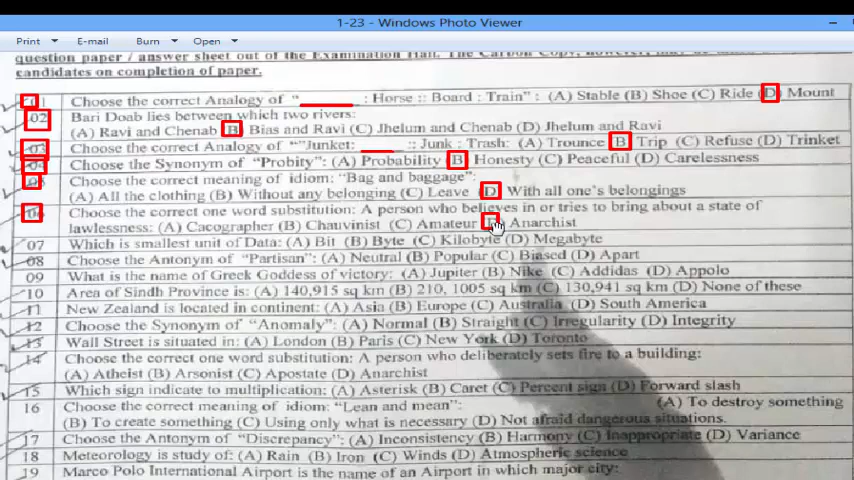 1-23 - Windows Photo Viewer
Print E-mail Burn Open
question paper / answer sheet out of the Examination Hall. The Carbon Copy, however, may be
candidates on completion of paper.
01 Choose the correct Analogy of "________ : Horse :: Board : Train": (A) Stable (B) Shoe (C) Ride (D) Mount
02 Bari Doab lies between which two rivers:
(A) Ravi and Chenab (B) Bias and Ravi (C) Jhelum and Chenab (D) Jhelum and Ravi
03 Choose the correct Analogy of ""Junket: ____ :: Junk : Trash: (A) Trounce (B) Trip (C) Refuse (D) Trinket
04 Choose the Synonym of "Probity": (A) Probability (B) Honesty (C) Peaceful (D) Carelessness
05 Choose the correct meaning of idiom: "Bag and baggage":
(A) All the clothing (B) Without any belonging (C) Leave (D) With all one's belongings
06 Choose the correct one word substitution: A person who believes in or tries to bring about a state of
lawlessness: (A) Cacographer (B) Chauvinist (C) Amateur Anarchist
07 Which is smallest unit of Data: (A) Bit (B) Byte (C) Kilobyte (D) Megabyte
08 Choose the Antonym of "Partisan": (A) Neutral (B) Popular (C) Biased (D) Apart
09 What is the name of Greek Goddess of victory: (A) Jupiter (B) Nike (C) Addidas (D) Appolo
10 Area of Sindh Province is: (A) 140,915 sq km (B) 210, 1005 sq km (C) 130,941 sq km (D) None of these
11 New Zealand is located in continent: (A) Asia (B) Europe (C) Australia (D) South America
12 Choose the Synonym of "Anomaly": (A) Normal (B) Straight (C) Irregularity (D) Integrity
13 Wall Street is situated in: (A) London (B) Paris (C) New York (D) Toronto
14 Choose the correct one word substitution: A person who deliberately sets fire to a building:
(A) Atheist (B) Arsonist (C) Apostate (D) Anarchist
15 Which sign indicate to multiplication: (A) Asterisk (B) Caret (C) Percent sign (D) Forward slash
16 Choose the correct meaning of idiom: "Lean and mean": (A) To destroy something
(B) To create something (C) Using only what is necessary (D) Not afraid dangerous situations.
17 Choose the Antonym of "Discrepancy": (A) Inconsistency (B) Harmony (C) Inappropriate (D) Variance
18 Meteorology is study of: (A) Rain (B) Iron (C) Winds (D) Atmospheric science
19 Marco Polo International Airport is the name of an Airport in which major city: